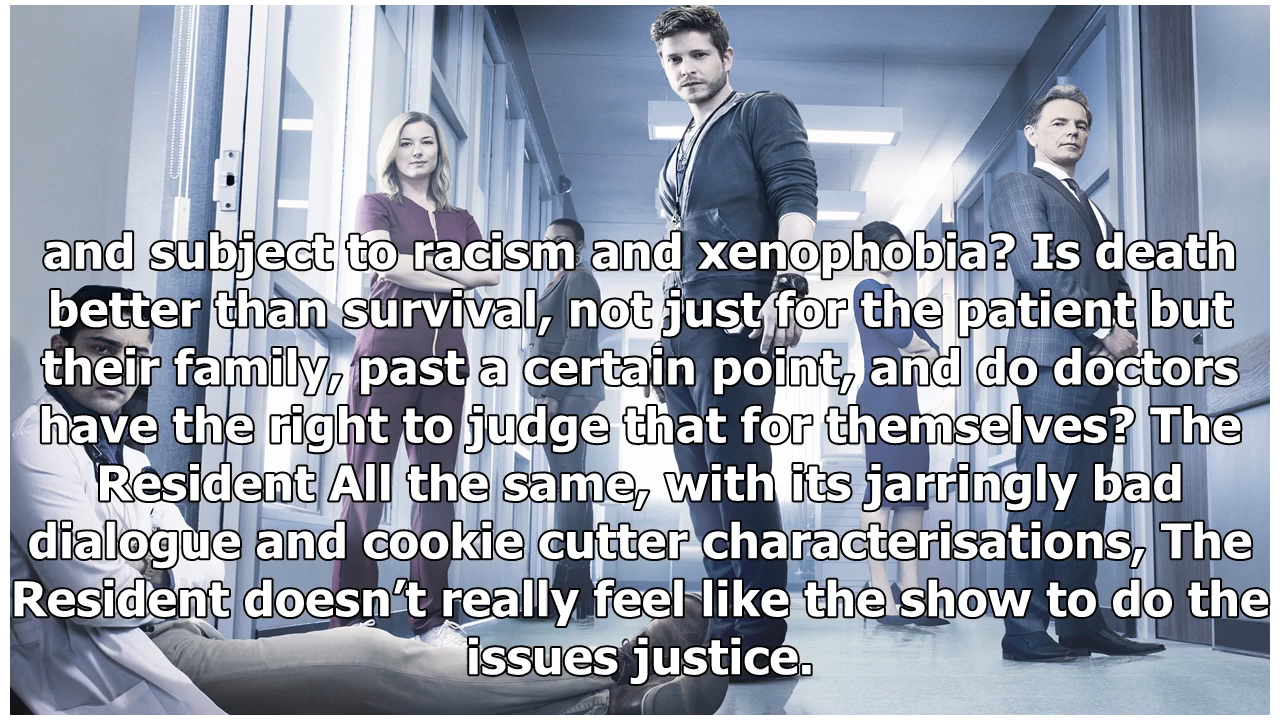 and subject to racism and xenophobia? Is death
better than survival, not just for the patient but
their family, past a certain point, and do doctors
have the right to judge that for themselves? The
Resident All the same, with its jarringly bad
dialogue and cookie cutter characterisations, The
Resident doesn’t really feel like the show to do the
issues justice.